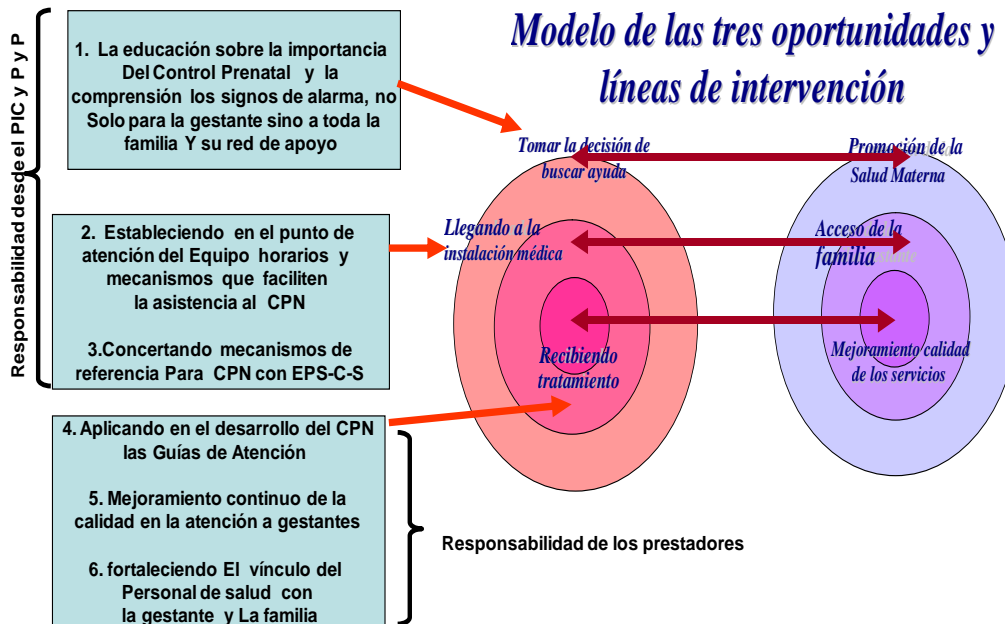 Modelo de las tres oportunidades y
líneas de intervención
Responsabilidad desde el PIC y P y P
1. La educación sobre la importancia
Del Control Prenatal y la
comprensión los signos de alarma, no
Solo para la gestante sino a toda la
familia Y su red de apoyo
2. Estableciendo en el punto de
atención del Equipo horarios y
mecanismos que faciliten
la asistencia al CPN
3.Concertando mecanismos de
referencia Para CPN con EPS-C-S
4. Aplicando en el desarrollo del CPN
las Guías de Atención
5. Mejoramiento continuo de la
calidad en la atención a gestantes
6. fortaleciendo El vínculo del
Personal de salud con
la gestante y La familia
Responsabilidad de los prestadores
Tomar la decisión de
buscar ayuda
Llegando a la
instalación médica
Recibiendo
tratamiento
Promoción de la
Salud Materna
Acceso de la
familia
Mejoramiento calidad
de los servicios